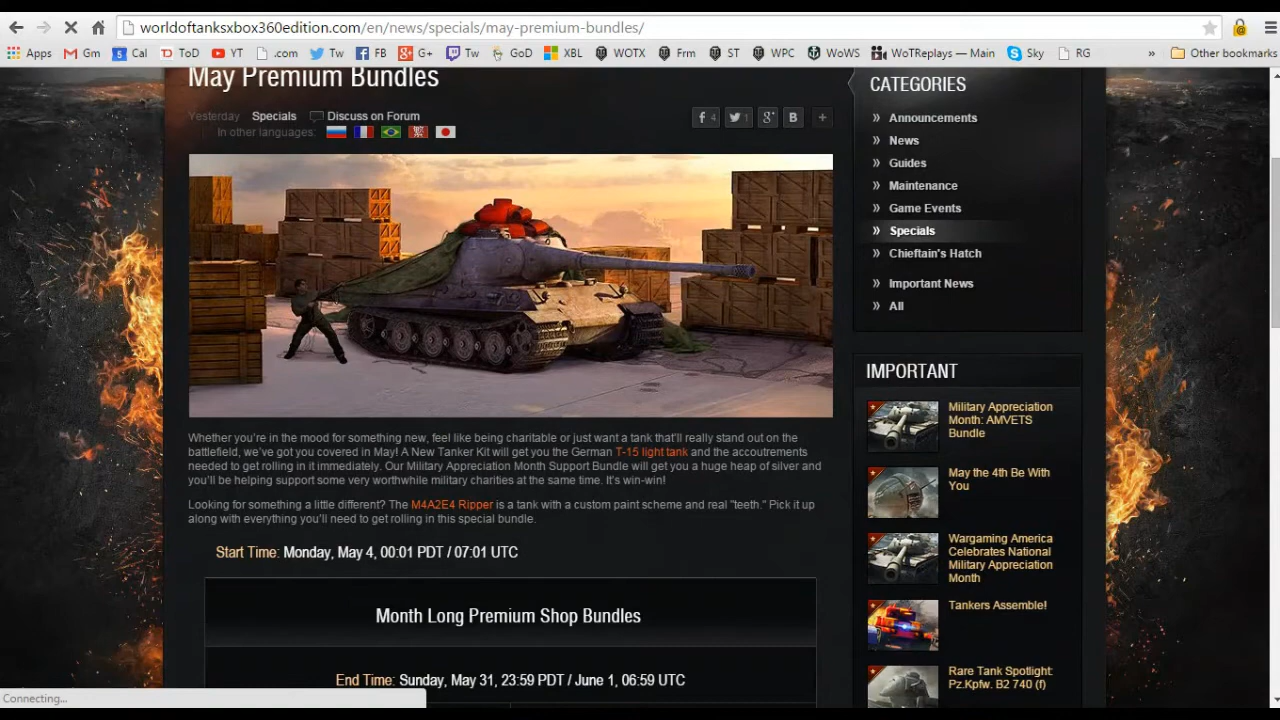 worldoftanksxbox360edition.com/en/news/specials/may-premium-bundles/
Apps Gm Cal ToD YT .com Tw FB G+ Tw GoD XBL WOTX Frm ST WPC WoWS WoTReplays — Main Sky RG » Other bookmarks
May Premium Bundles
Yesterday Specials Discuss on Forum
In other languages:
4 1 B +
Whether you're in the mood for something new, feel like being charitable or just want a tank that'll really stand out on the
battlefield, we've got you covered in May! A New Tanker Kit will get you the German T-15 light tank and the accoutrements
needed to get rolling in it immediately. Our Military Appreciation Month Support Bundle will get you a huge heap of silver and
you'll be helping support some very worthwhile military charities at the same time. It's win-win!
Looking for something a little different? The M4A2E4 Ripper is a tank with a custom paint scheme and real "teeth." Pick it up
along with everything you'll need to get rolling in this special bundle.
Start Time: Monday, May 4, 00:01 PDT / 07:01 UTC
Month Long Premium Shop Bundles
End Time: Sunday, May 31, 23:59 PDT / June 1, 06:59 UTC
CATEGORIES
Announcements
News
Guides
Maintenance
Game Events
Specials
Chieftain's Hatch
Important News
All
IMPORTANT
Military Appreciation
Month: AMVETS
Bundle
May the 4th Be With
You
Wargaming America
Celebrates National
Military Appreciation
Month
Tankers Assemble!
Rare Tank Spotlight:
Pz.Kpfw. B2 740 (f)
Connecting...